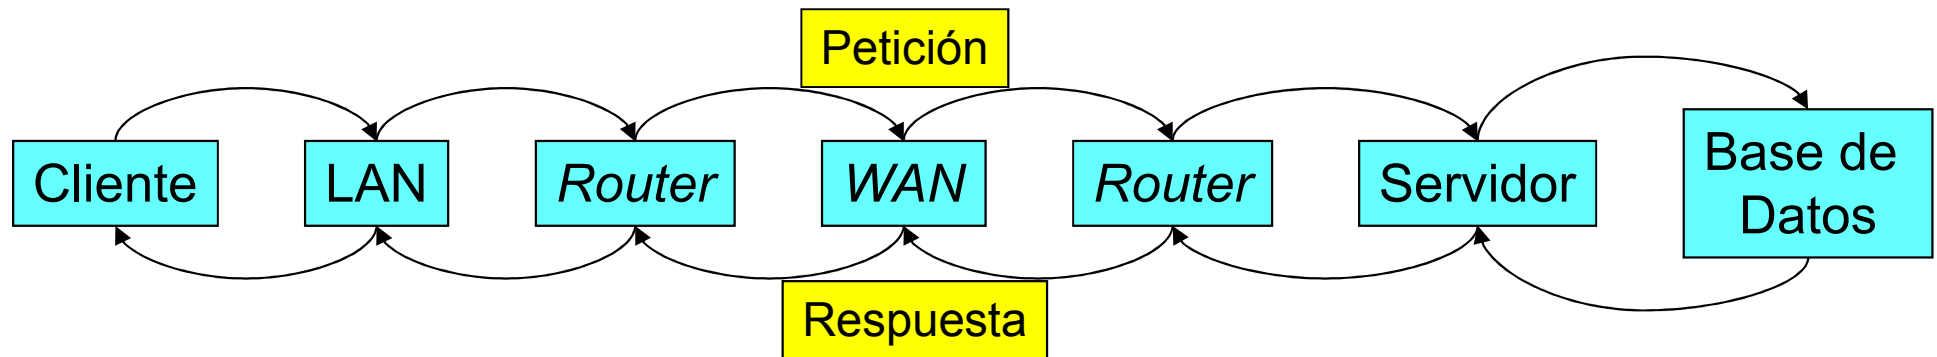 Petición
Cliente
LAN
Router
WAN
Router
Servidor
Base de
Datos
Respuesta